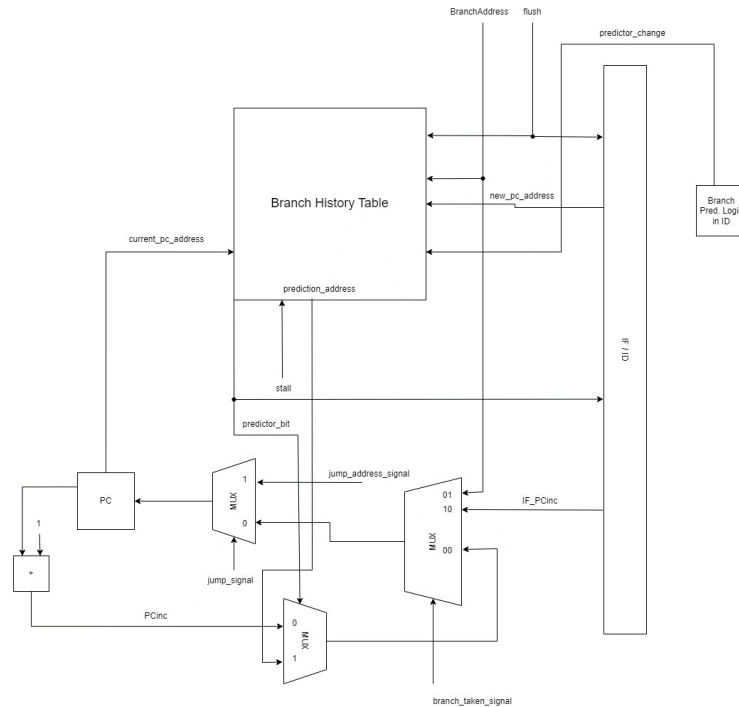 BranchAddress
flush
predictor_change
Branch History Table
new_pc_address
Branch
Pred. Logi
in ID
current_pc_address
prediction_address
IF / ID
stall
predictor_bit
jump_address_signal
1
MUX
0
PC
01
10
MUX
00
IF_PCinc
1
+
jump_signal
PCinc
0
MUX
1
branch_taken_signal